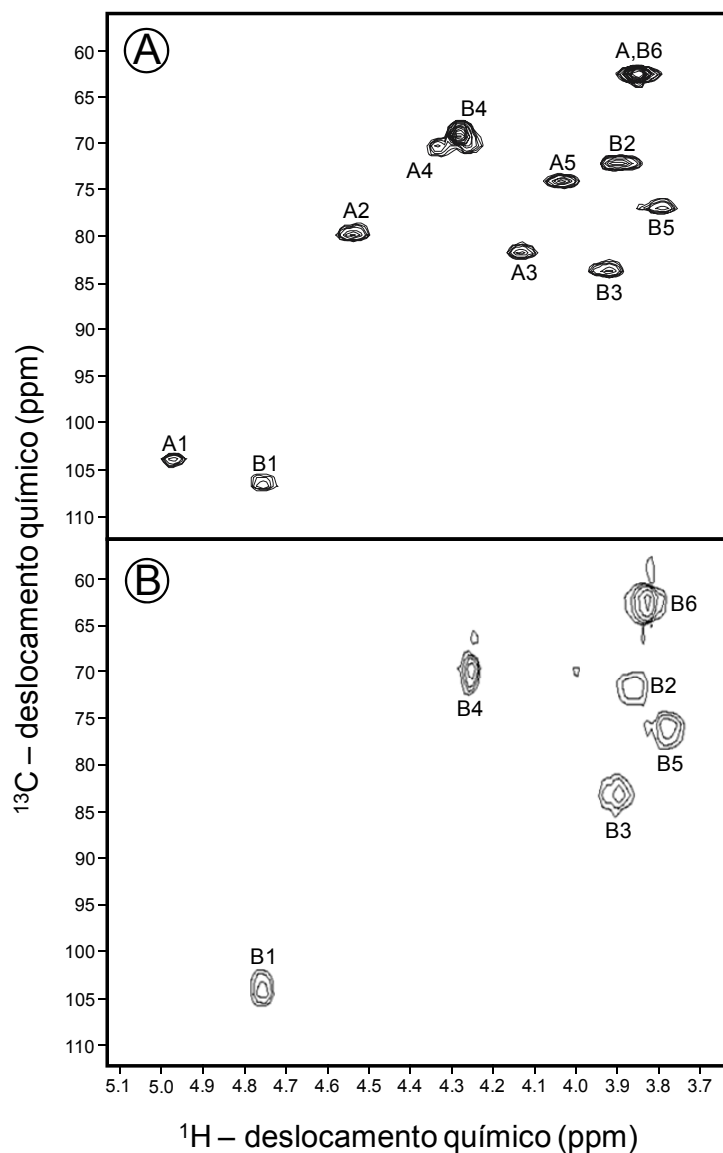 A
60
65
70
75
80
85
90
95
100
105
110
A,B6
B4
A4
B2
A5
B5
A2
A3
B3
A1
B1
B
60
65
70
75
80
85
90
95
100
105
110
B6
B2
B4
B5
B3
B1
5.1 5.0 4.9 4.8 4.7 4.6 4.5 4.4 4.3 4.2 4.1 4.0 3.9 3.8 3.7
¹³C – deslocamento químico (ppm)
¹H – deslocamento químico (ppm)